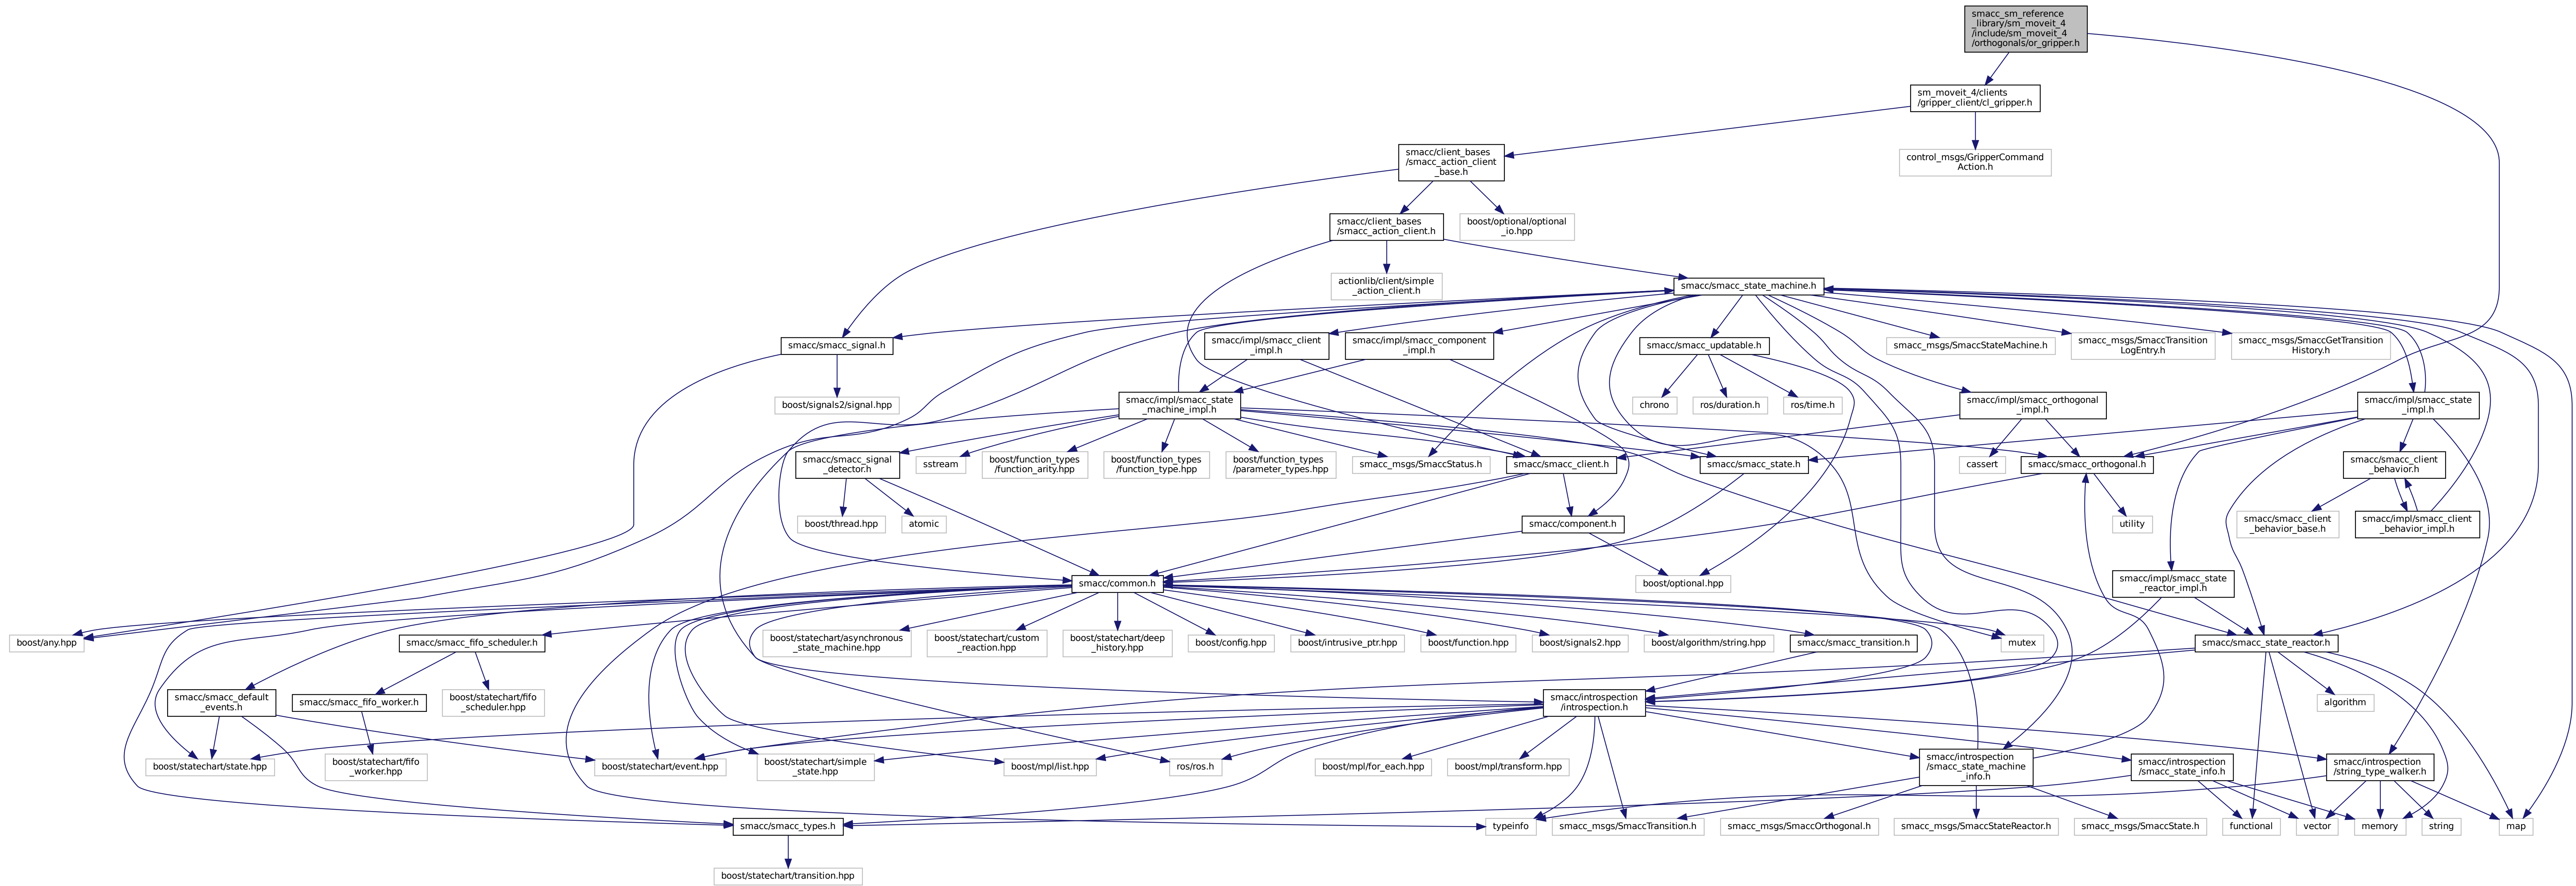 smacc_sm_reference
_library/sm_moveit_4
/include/sm_moveit_4
/orthogonals/or_gripper.h
sm_moveit_4/clients
/gripper_client/cl_gripper.h
smacc/client_bases
/smacc_action_client
_base.h
control_msgs/GripperCommand
Action.h
smacc/client_bases
/smacc_action_client.h
boost/optional/optional
_io.hpp
actionlib/client/simple
_action_client.h
smacc/smacc_state_machine.h
smacc/smacc_signal.h
smacc/impl/smacc_client
_impl.h
smacc/impl/smacc_component
_impl.h
smacc/smacc_updatable.h
smacc_msgs/SmaccStateMachine.h
smacc_msgs/SmaccTransition
LogEntry.h
smacc_msgs/SmaccGetTransition
History.h
boost/signals2/signal.hpp
smacc/impl/smacc_state
_machine_impl.h
chrono
ros/duration.h
ros/time.h
smacc/impl/smacc_orthogonal
_impl.h
smacc/impl/smacc_state
_impl.h
smacc/smacc_signal
_detector.h
sstream
boost/function_types
/function_arity.hpp
boost/function_types
/function_type.hpp
boost/function_types
/parameter_types.hpp
smacc_msgs/SmaccStatus.h
smacc/smacc_client.h
smacc/smacc_state.h
cassert
smacc/smacc_orthogonal.h
smacc/smacc_client
_behavior.h
boost/thread.hpp
atomic
smacc/component.h
utility
smacc/smacc_client
_behavior_base.h
smacc/impl/smacc_client
_behavior_impl.h
smacc/common.h
boost/optional.hpp
smacc/impl/smacc_state
_reactor_impl.h
boost/any.hpp
smacc/smacc_fifo_scheduler.h
boost/statechart/asynchronous
_state_machine.hpp
boost/statechart/custom
_reaction.hpp
boost/statechart/deep
_history.hpp
boost/config.hpp
boost/intrusive_ptr.hpp
boost/function.hpp
boost/signals2.hpp
boost/algorithm/string.hpp
smacc/smacc_transition.h
mutex
smacc/smacc_state_reactor.h
smacc/smacc_default
_events.h
smacc/smacc_fifo_worker.h
boost/statechart/fifo
_scheduler.hpp
smacc/introspection
/introspection.h
algorithm
boost/statechart/state.hpp
boost/statechart/fifo
_worker.hpp
boost/statechart/event.hpp
boost/statechart/simple
_state.hpp
boost/mpl/list.hpp
ros/ros.h
boost/mpl/for_each.hpp
boost/mpl/transform.hpp
smacc/introspection
/smacc_state_machine
_info.h
smacc/introspection
/smacc_state_info.h
smacc/introspection
/string_type_walker.h
smacc/smacc_types.h
typeinfo
smacc_msgs/SmaccTransition.h
smacc_msgs/SmaccOrthogonal.h
smacc_msgs/SmaccStateReactor.h
smacc_msgs/SmaccState.h
functional
vector
memory
string
map
boost/statechart/transition.hpp